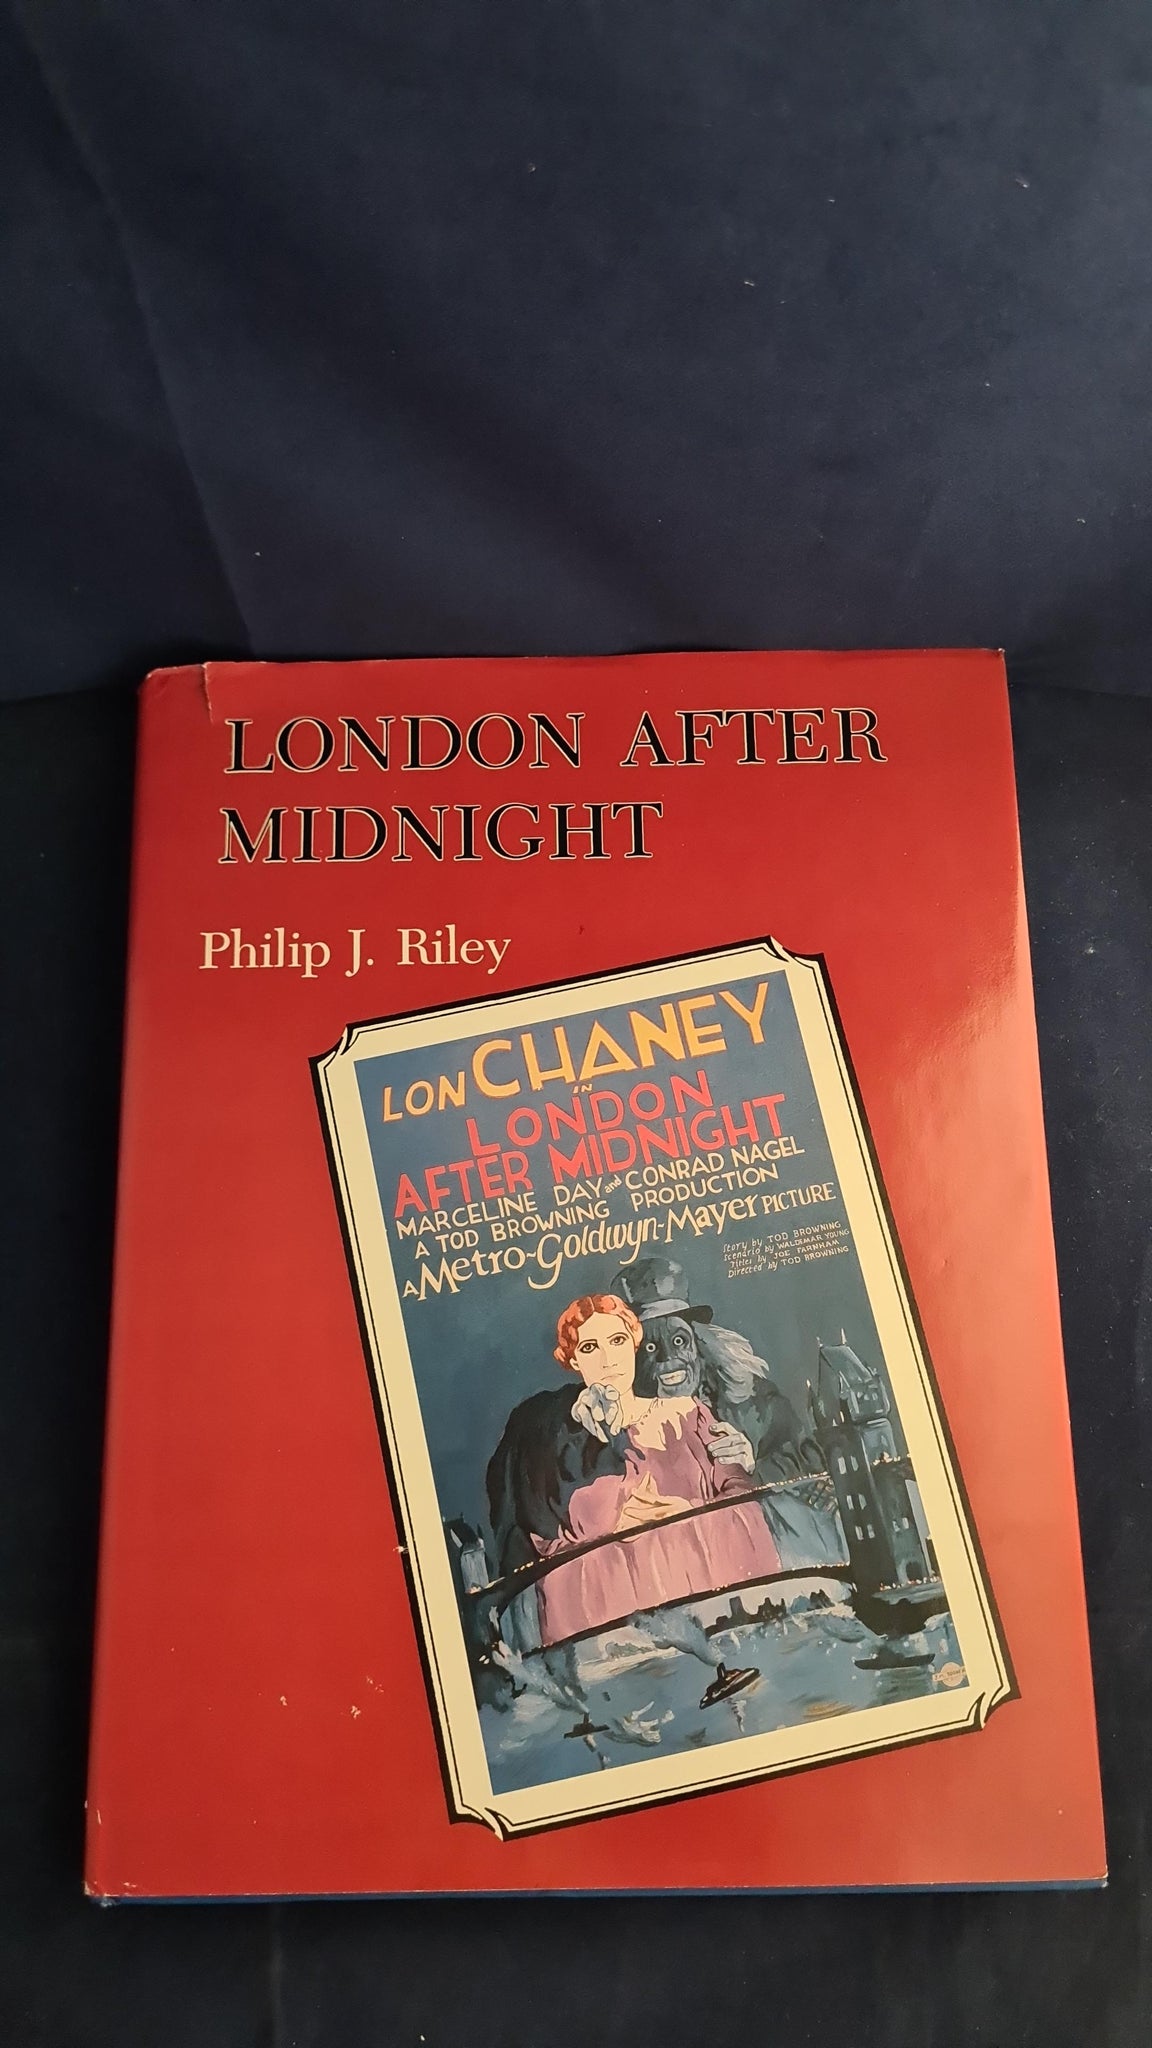 LONDON AFTER
MIDNIGHT
Philip J. Riley
LON CHANEY
IN
LONDON
AFTER MIDNIGHT
MARCELINE DAY and CONRAD NAGEL
A TOD BROWNING PRODUCTION
A Metro-Goldwyn-Mayer PICTURE
Story by TOD BROWNING
Scenario by WALDEMAR YOUNG
Titles by JOE FARNHAM
Directed by TOD BROWNING